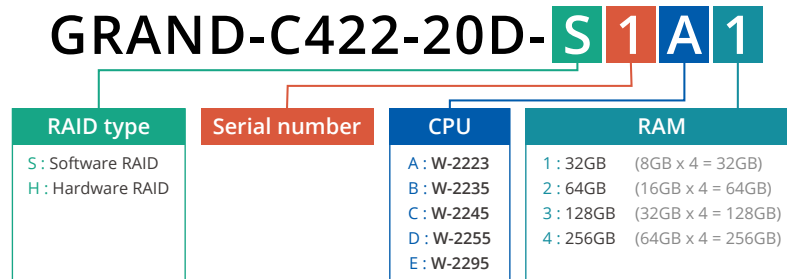 GRAND-C422-20D-S1A1
RAID type
S : Software RAID
H : Hardware RAID
Serial number
CPU
A : W-2223
B : W-2235
C : W-2245
D : W-2255
E : W-2295
RAM
1 : 32GB (8GB x 4 = 32GB)
2 : 64GB (16GB x 4 = 64GB)
3 : 128GB (32GB x 4 = 128GB)
4 : 256GB (64GB x 4 = 256GB)